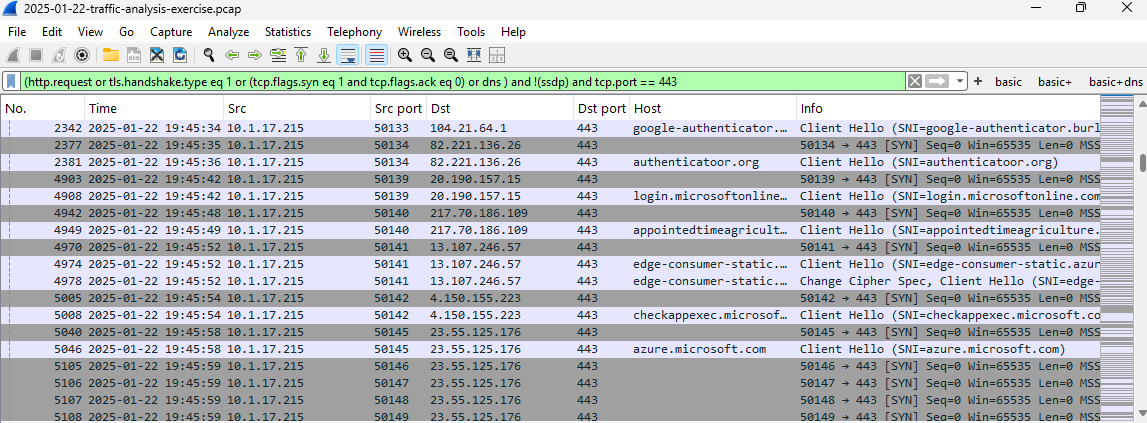 2025-01-22-traffic-analysis-exercise.pcap
File Edit View Go Capture Analyze Statistics Telephony Wireless Tools Help
(http.request or tls.handshake.type eq 1 or (tcp.flags.syn eq 1 and tcp.flags.ack eq 0) or dns ) and !(ssdp) and tcp.port == 443 + basic basic+ basic+dns
No. Time Src Src port Dst Dst port Host Info
2342 2025-01-22 19:45:34 10.1.17.215 50133 104.21.64.1 443 google-authenticator.… Client Hello (SNI=google-authenticator.burl
2377 2025-01-22 19:45:35 10.1.17.215 50134 82.221.136.26 443 50134 → 443 [SYN] Seq=0 Win=65535 Len=0 MSS
2381 2025-01-22 19:45:36 10.1.17.215 50134 82.221.136.26 443 authenticatoor.org Client Hello (SNI=authenticatoor.org)
4903 2025-01-22 19:45:42 10.1.17.215 50139 20.190.157.15 443 50139 → 443 [SYN] Seq=0 Win=65535 Len=0 MSS
4908 2025-01-22 19:45:42 10.1.17.215 50139 20.190.157.15 443 login.microsoftonline… Client Hello (SNI=login.microsoftonline.com
4942 2025-01-22 19:45:48 10.1.17.215 50140 217.70.186.109 443 50140 → 443 [SYN] Seq=0 Win=65535 Len=0 MSS
4949 2025-01-22 19:45:49 10.1.17.215 50140 217.70.186.109 443 appointedtimeagricult… Client Hello (SNI=appointedtimeagriculture.
4970 2025-01-22 19:45:52 10.1.17.215 50141 13.107.246.57 443 50141 → 443 [SYN] Seq=0 Win=65535 Len=0 MSS
4974 2025-01-22 19:45:52 10.1.17.215 50141 13.107.246.57 443 edge-consumer-static.… Client Hello (SNI=edge-consumer-static.azur
4978 2025-01-22 19:45:52 10.1.17.215 50141 13.107.246.57 443 edge-consumer-static.… Change Cipher Spec, Client Hello (SNI=edge-
5005 2025-01-22 19:45:54 10.1.17.215 50142 4.150.155.223 443 50142 → 443 [SYN] Seq=0 Win=65535 Len=0 MSS
5008 2025-01-22 19:45:54 10.1.17.215 50142 4.150.155.223 443 checkappexec.microsof… Client Hello (SNI=checkappexec.microsoft.co
5040 2025-01-22 19:45:58 10.1.17.215 50145 23.55.125.176 443 50145 → 443 [SYN] Seq=0 Win=65535 Len=0 MSS
5046 2025-01-22 19:45:58 10.1.17.215 50145 23.55.125.176 443 azure.microsoft.com Client Hello (SNI=azure.microsoft.com)
5105 2025-01-22 19:45:59 10.1.17.215 50146 23.55.125.176 443 50146 → 443 [SYN] Seq=0 Win=65535 Len=0 MSS
5106 2025-01-22 19:45:59 10.1.17.215 50147 23.55.125.176 443 50147 → 443 [SYN] Seq=0 Win=65535 Len=0 MSS
5107 2025-01-22 19:45:59 10.1.17.215 50148 23.55.125.176 443 50148 → 443 [SYN] Seq=0 Win=65535 Len=0 MSS
5108 2025-01-22 19:45:59 10.1.17.215 50149 23.55.125.176 443 50149 → 443 [SYN] Seq=0 Win=65535 Len=0 MSS